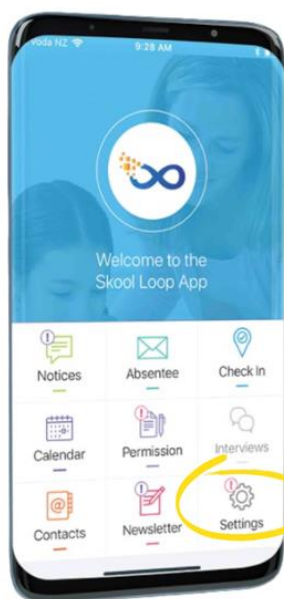 Voda NZ 9:28 AM
Welcome to the
Skool Loop App
Notices Absentee Check In
Calendar Permission Interviews
Contacts Newsletter Settings